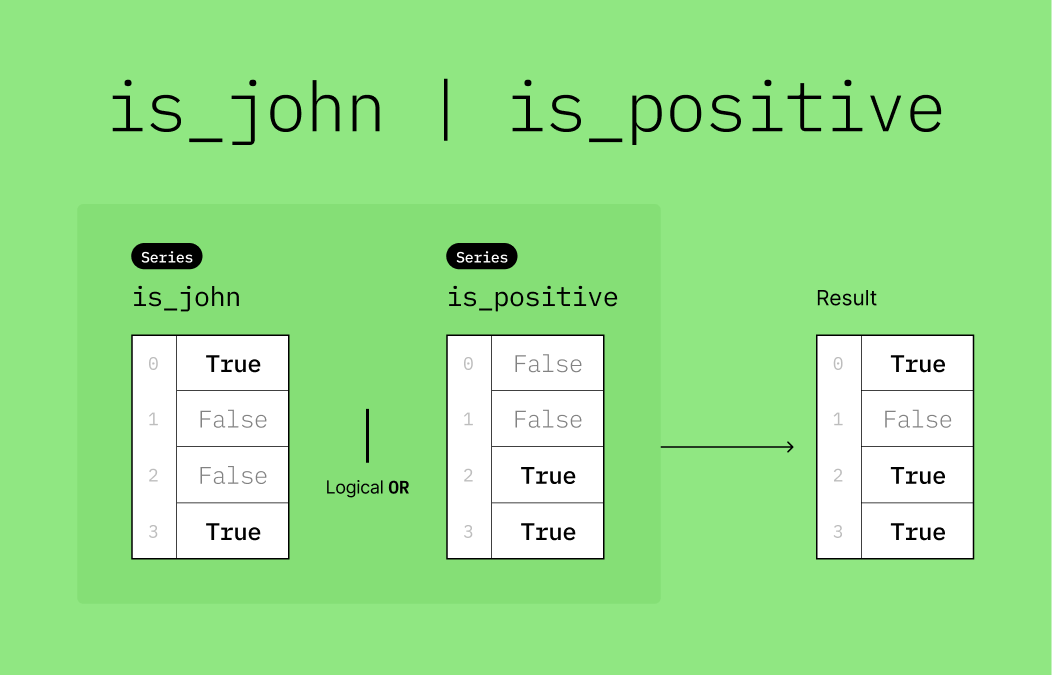 is_john | is_positive
Series
is_john
0 True
1 False
2 False
3 True
|
Logical OR
Series
is_positive
0 False
1 False
2 True
3 True
Result
0 True
1 False
2 True
3 True